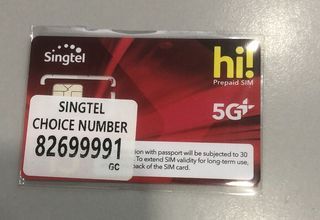 Singtel
hi!
Prepaid SIM
5G+
SINGTEL
CHOICE NUMBER
82699991
GC
ion with passport will be subjected to 30
To extend SIM validity for long-term use,
back of the SIM card.